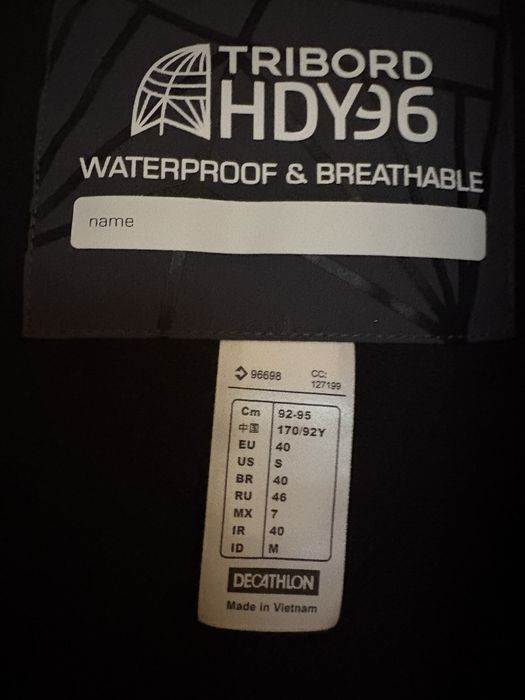 TRIBORD
HDY96
WATERPROOF & BREATHABLE
name
96698 CC:
127199
Cm 92-95
中国 170/92Y
EU 40
US S
BR 40
RU 46
MX 7
IR 40
ID M
DECATHLON
Made in Vietnam